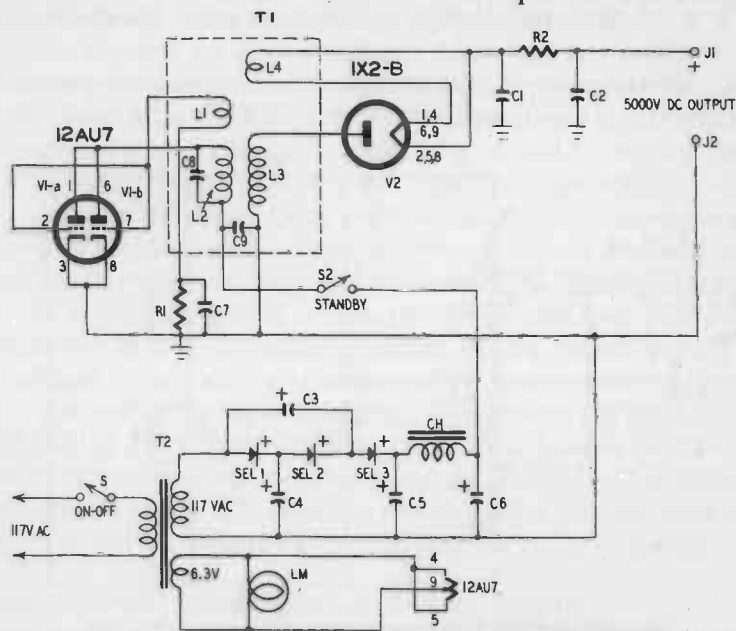 T1
R2
J1
+
L4
1X2-B
C1
C2
5000V DC OUTPUT
J2
L1
1,4
6,9
2,5,8
V2
12AU7
V1-a
1
6
V1-b
2
7
3
8
C8
L2
L3
C9
S2
STANDBY
R1
C7
+
C3
T2
CH
+
+
+
SEL 1
SEL 2
SEL 3
S
ON-OFF
117 VAC
+
C4
+
C5
+
C6
117V AC
6.3V
LM
4
9
5
12AU7